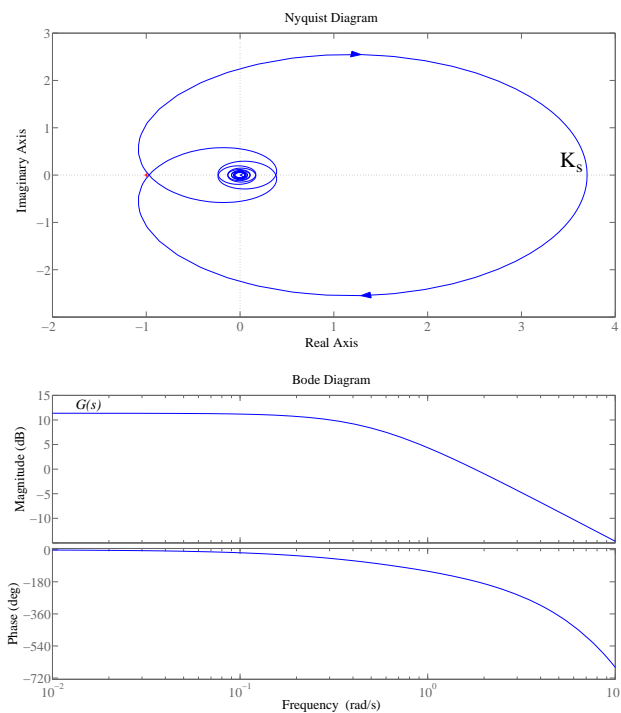 Nyquist Diagram
3
2
1
0
−1
−2
Imaginary Axis
K_s
−2 −1 0 1 2 3 4
Real Axis
Bode Diagram
15
10
5
0
−5
−10
Magnitude (dB)
G(s)
0
−180
−360
−540
−720
Phase (deg)
10^−2 10^−1 10^0 10^1
Frequency (rad/s)